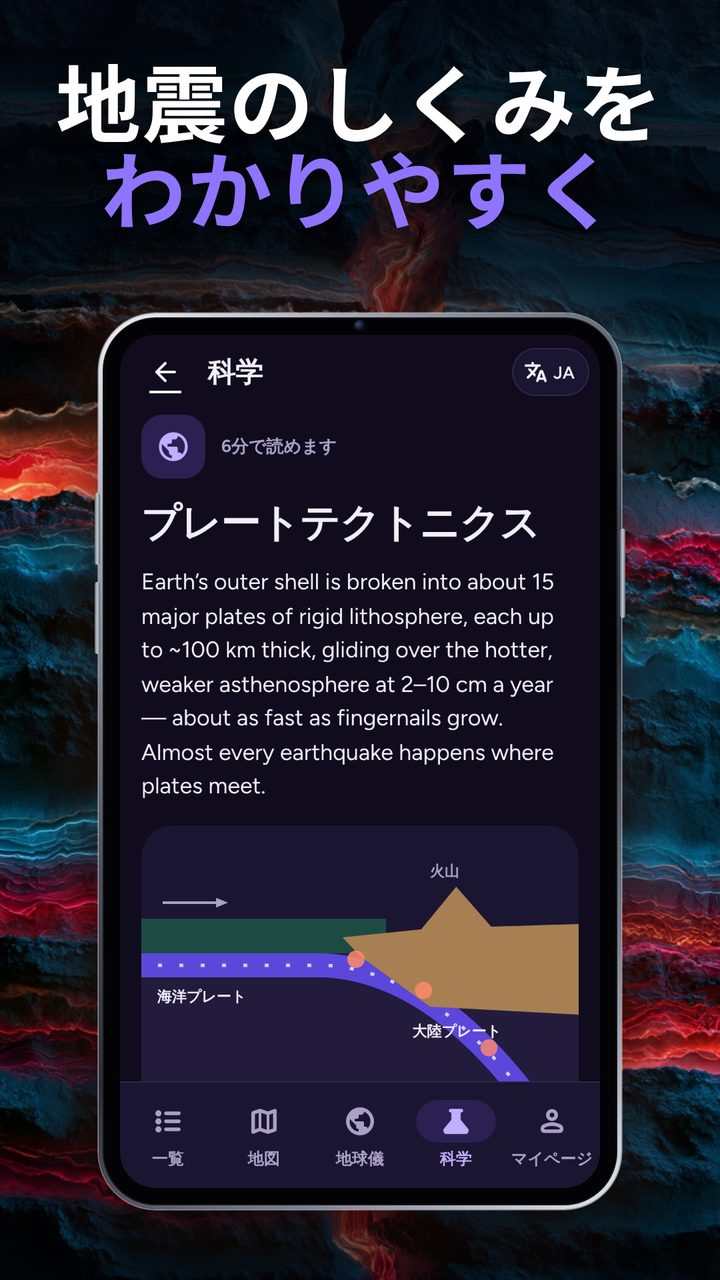 地震のしくみを
わかりやすく
科学
JA
6分で読めます
プレートテクトニクス
Earth’s outer shell is broken into about 15
major plates of rigid lithosphere, each up
to ~100 km thick, gliding over the hotter,
weaker asthenosphere at 2–10 cm a year
— about as fast as fingernails grow.
Almost every earthquake happens where
plates meet.
火山
海洋プレート
大陸プレート
一覧
地図
地球儀
科学
マイページ